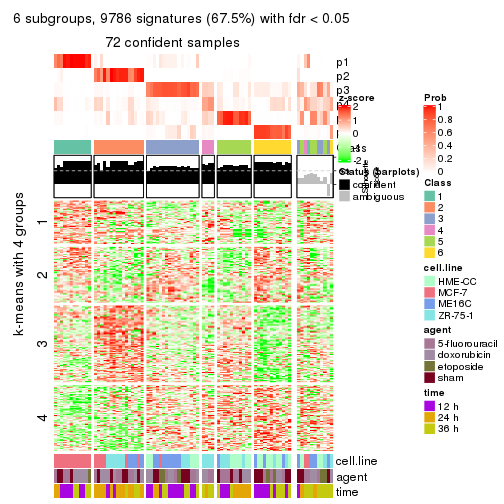 6 subgroups, 9786 signatures (67.5%) with fdr < 0.05
72 confident samples
p1
p2
p3
z-score
2
1
0
-1
-2
Status (barplots)
confident
ambiguous
k-means with 4 groups
1
2
3
4
Prob
1
0.8
0.6
0.4
0.2
0
Class
1
2
3
4
5
6
cell.line
HME-CC
MCF-7
ME16C
ZR-75-1
agent
5-fluorouracil
doxorubicin
etoposide
sham
time
12 h
24 h
36 h
cell.line
agent
time